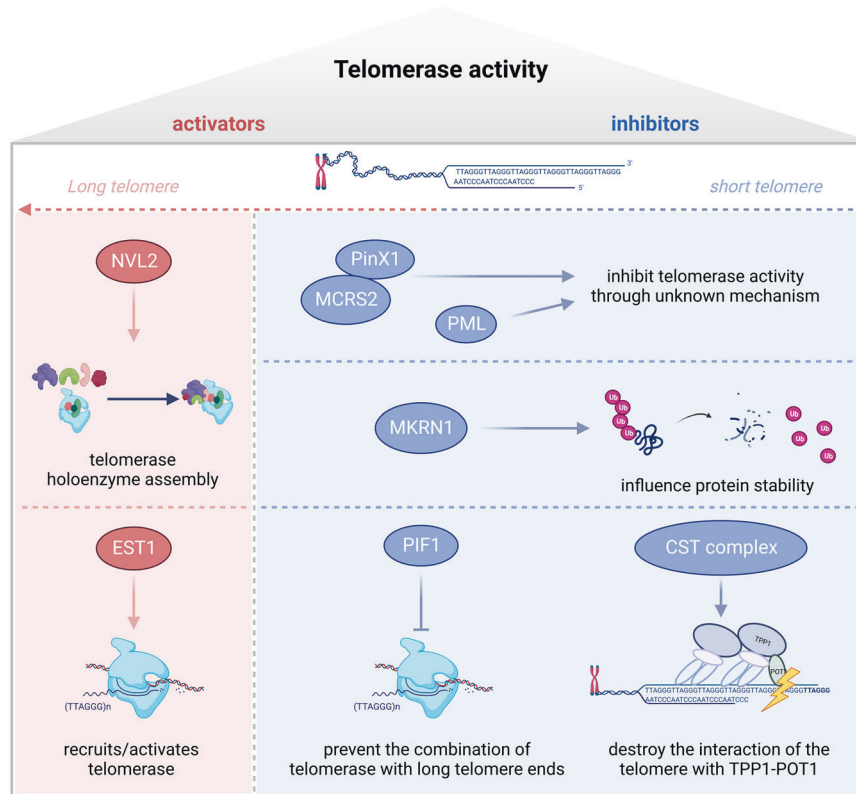 Telomerase activity
activators
inhibitors
3'
TTAGGGTTAGGGTTAGGGTTAGGGTTAGGGTTAGGG
AATCCCAATCCCAATCCC
5'
Long telomere
short telomere
NVL2
PinX1
MCRS2
PML
inhibit telomerase activity
through unknown mechanism
telomerase
holoenzyme assembly
MKRN1
Ub
Ub
Ub
Ub
Ub
Ub
Ub
influence protein stability
EST1
PIF1
CST complex
TPP1
POT1
(TTAGGG)n
(TTAGGG)n
AATCCCAATCCCAATCCCAATCCC
recruits/activates
telomerase
prevent the combination of
telomerase with long telomere ends
destroy the interaction of the
telomere with TPP1-POT1